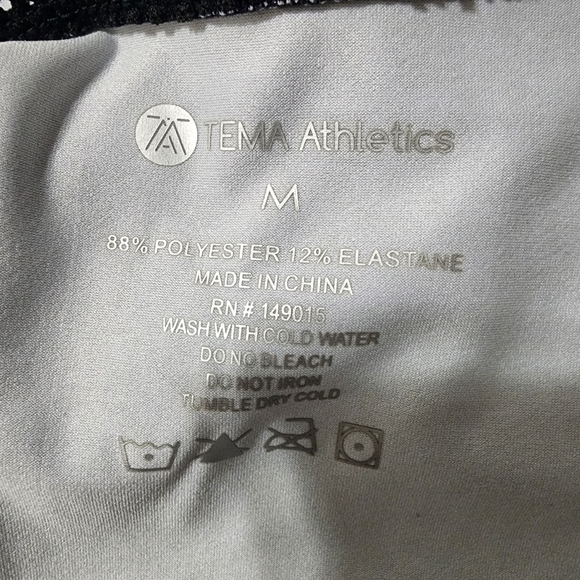 TEMA Athletics
M
88% POLYESTER 12% ELASTANE
MADE IN CHINA
RN # 149015
WASH WITH COLD WATER
DO NO BLEACH
DO NOT IRON
TUMBLE DRY COLD